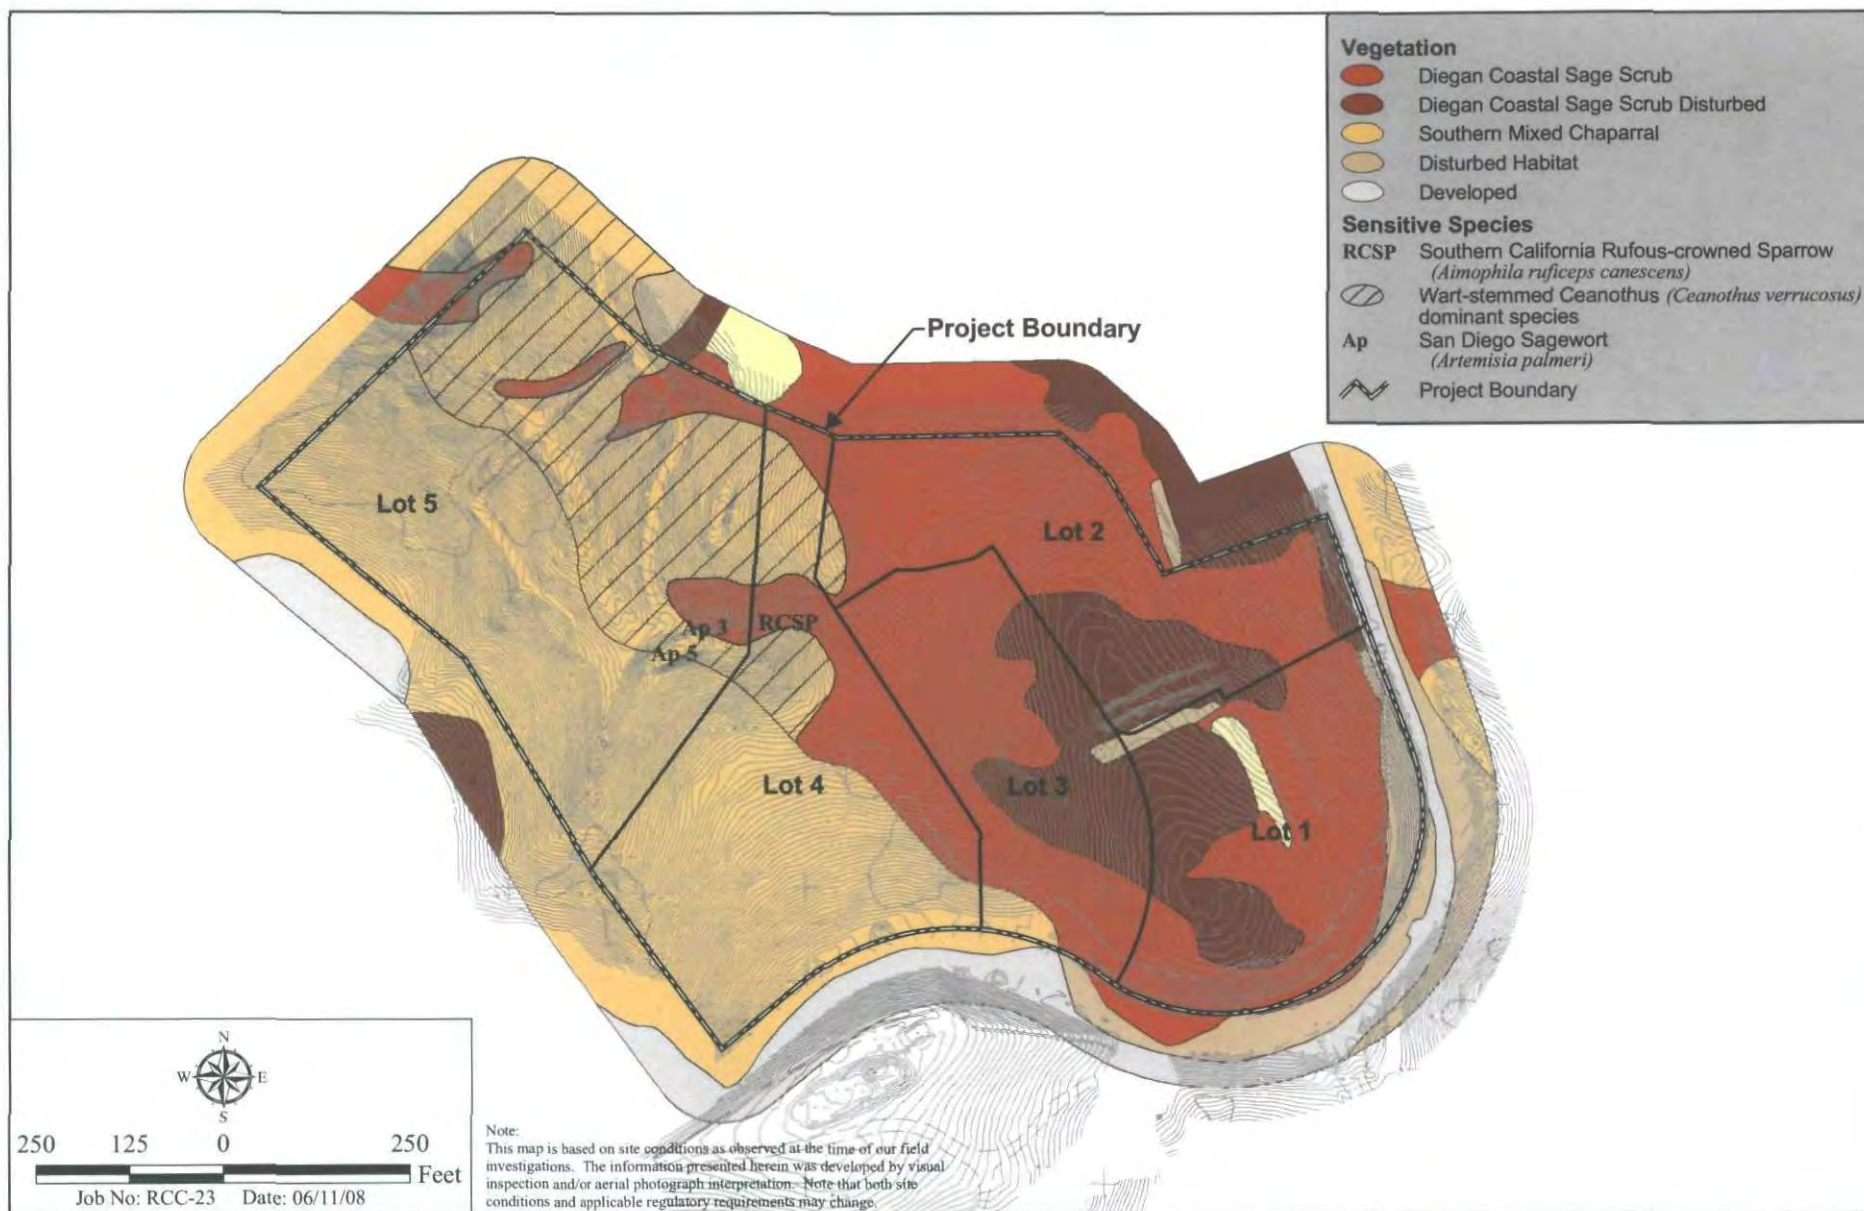 Vegetation
Diegan Coastal Sage Scrub
Diegan Coastal Sage Scrub Disturbed
Southern Mixed Chaparral
Disturbed Habitat
Developed
Sensitive Species
RCSP Southern California Rufous-crowned Sparrow
(Aimophila ruficeps canescens)
Wart-stemmed Ceanothus (Ceanothus verrucosus)
dominant species
Ap San Diego Sagewort
(Artemisia palmeri)
Project Boundary
Project Boundary
Lot 5
Lot 2
Ap 3 RCSP
Ap 5
Lot 4
Lot 3
Lot 1
N
W E
S
250 125 0 250
Feet
Job No: RCC-23 Date: 06/11/08
Note:
This map is based on site conditions as observed at the time of our field
investigations. The information presented herein was developed by visual
inspection and/or aerial photograph interpretation. Note that both site
conditions and applicable regulatory requirements may change.